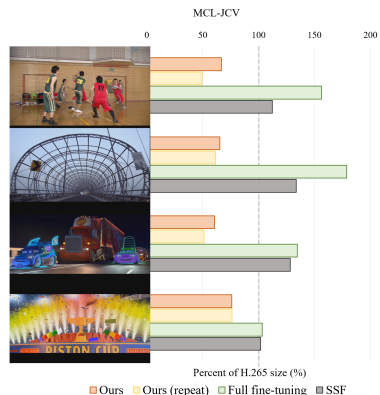 MCL-JCV
0 50 100 150 200
PISTON CUP
Percent of H.265 size (%)
Ours Ours (repeat) Full fine-tuning SSF